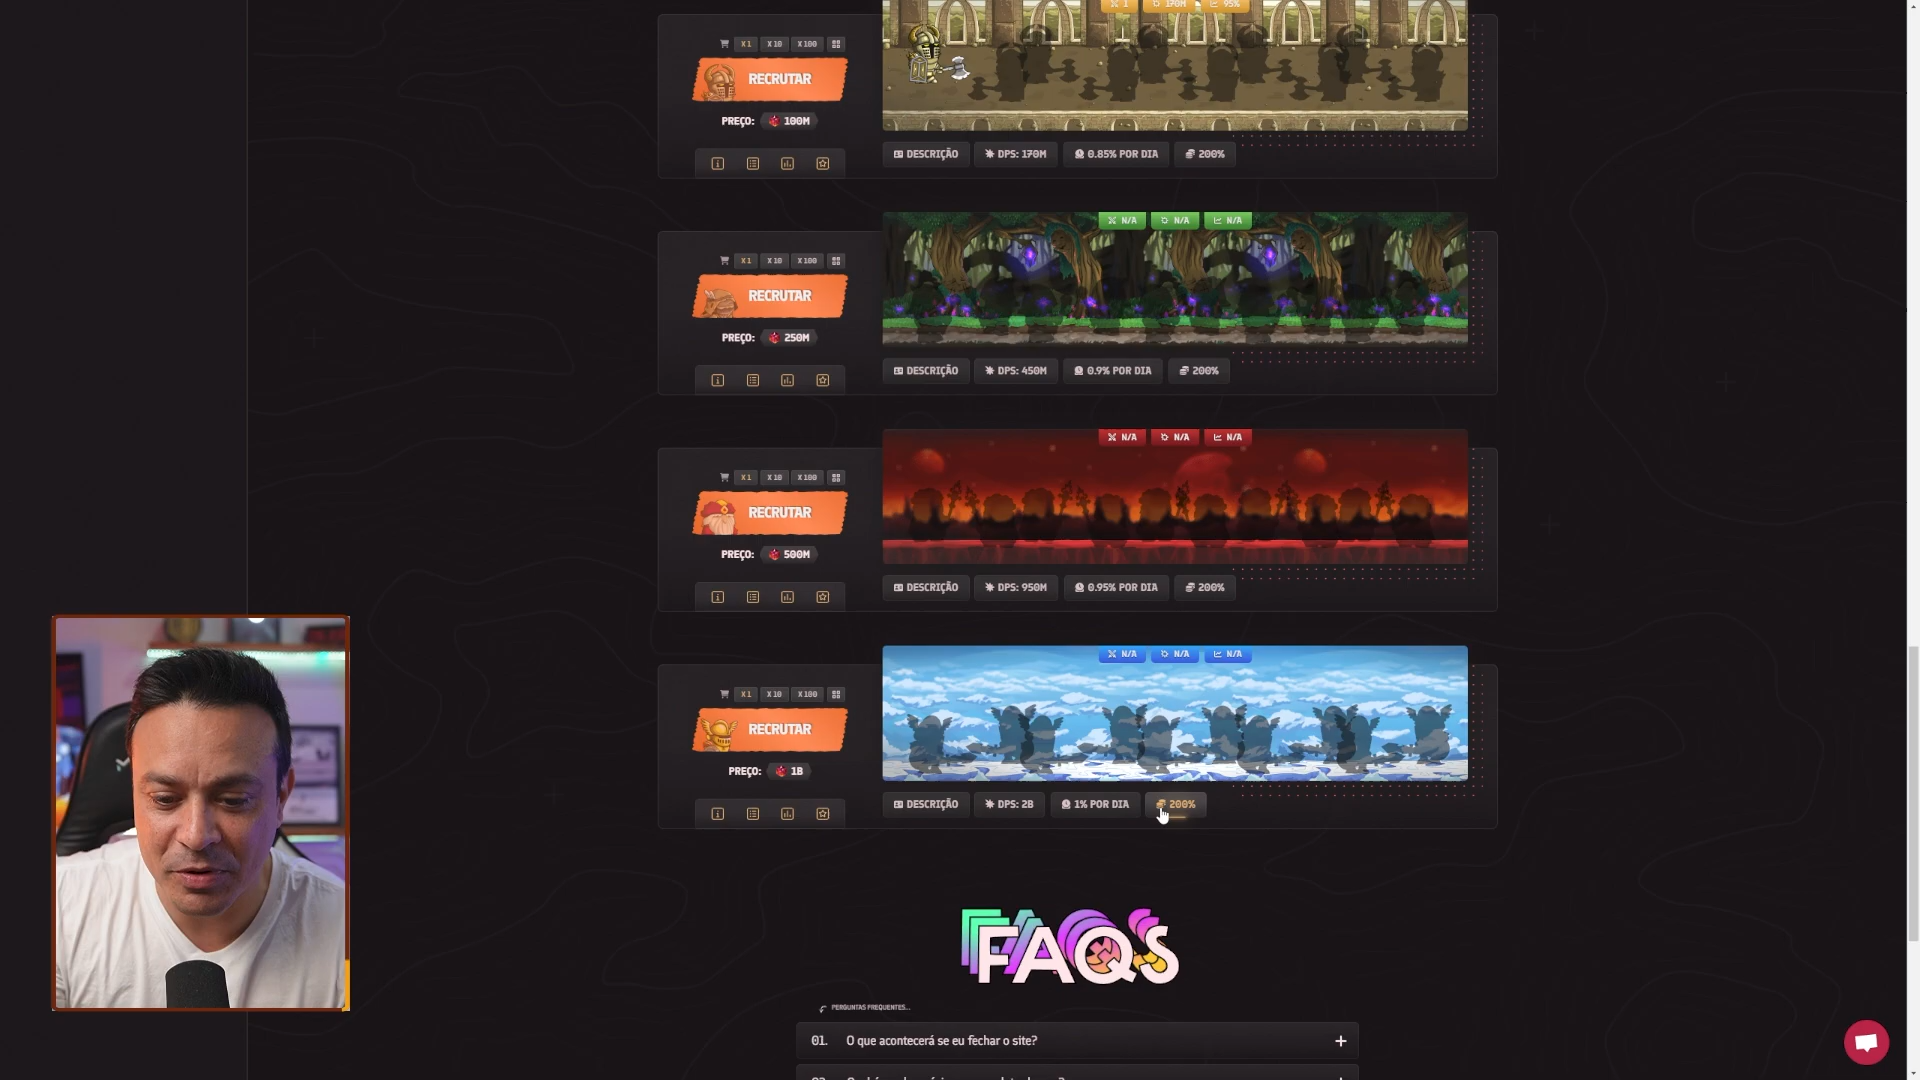 1 170M 95%
X1 X10 X100
RECRUTAR
PREÇO: 100M
DESCRIÇÃO DPS: 170M 0.85% POR DIA 200%
N/A N/A N/A
X1 X10 X100
RECRUTAR
PREÇO: 250M
DESCRIÇÃO DPS: 450M 0.9% POR DIA 200%
N/A N/A N/A
X1 X10 X100
RECRUTAR
PREÇO: 500M
DESCRIÇÃO DPS: 950M 0.95% POR DIA 200%
N/A N/A N/A
X1 X10 X100
RECRUTAR
PREÇO: 1B
DESCRIÇÃO DPS: 2B 1% POR DIA 200%
FAQS
PERGUNTAS FREQUENTES...
01. O que acontecerá se eu fechar o site?